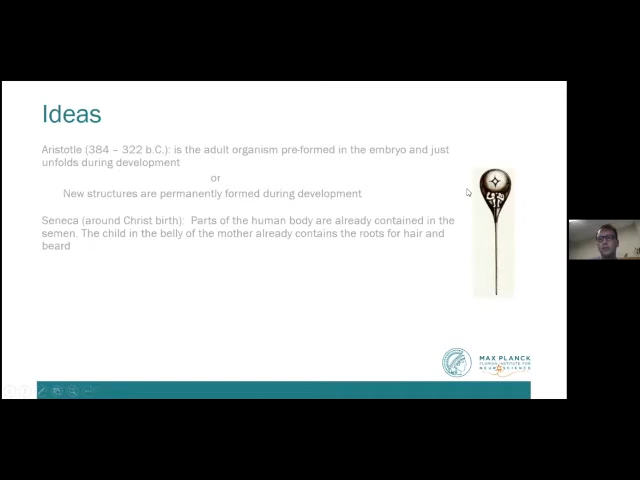 Ideas
Aristotle (384 – 322 b.C.): is the adult organism pre-formed in the embryo and just
unfolds during development
or
New structures are permanently formed during development
Seneca (around Christ birth): Parts of the human body are already contained in the
semen. The child in the belly of the mother already contains the roots for hair and
beard
MAX PLANCK
FLORIDA INSTITUTE FOR
NEUROSCIENCE